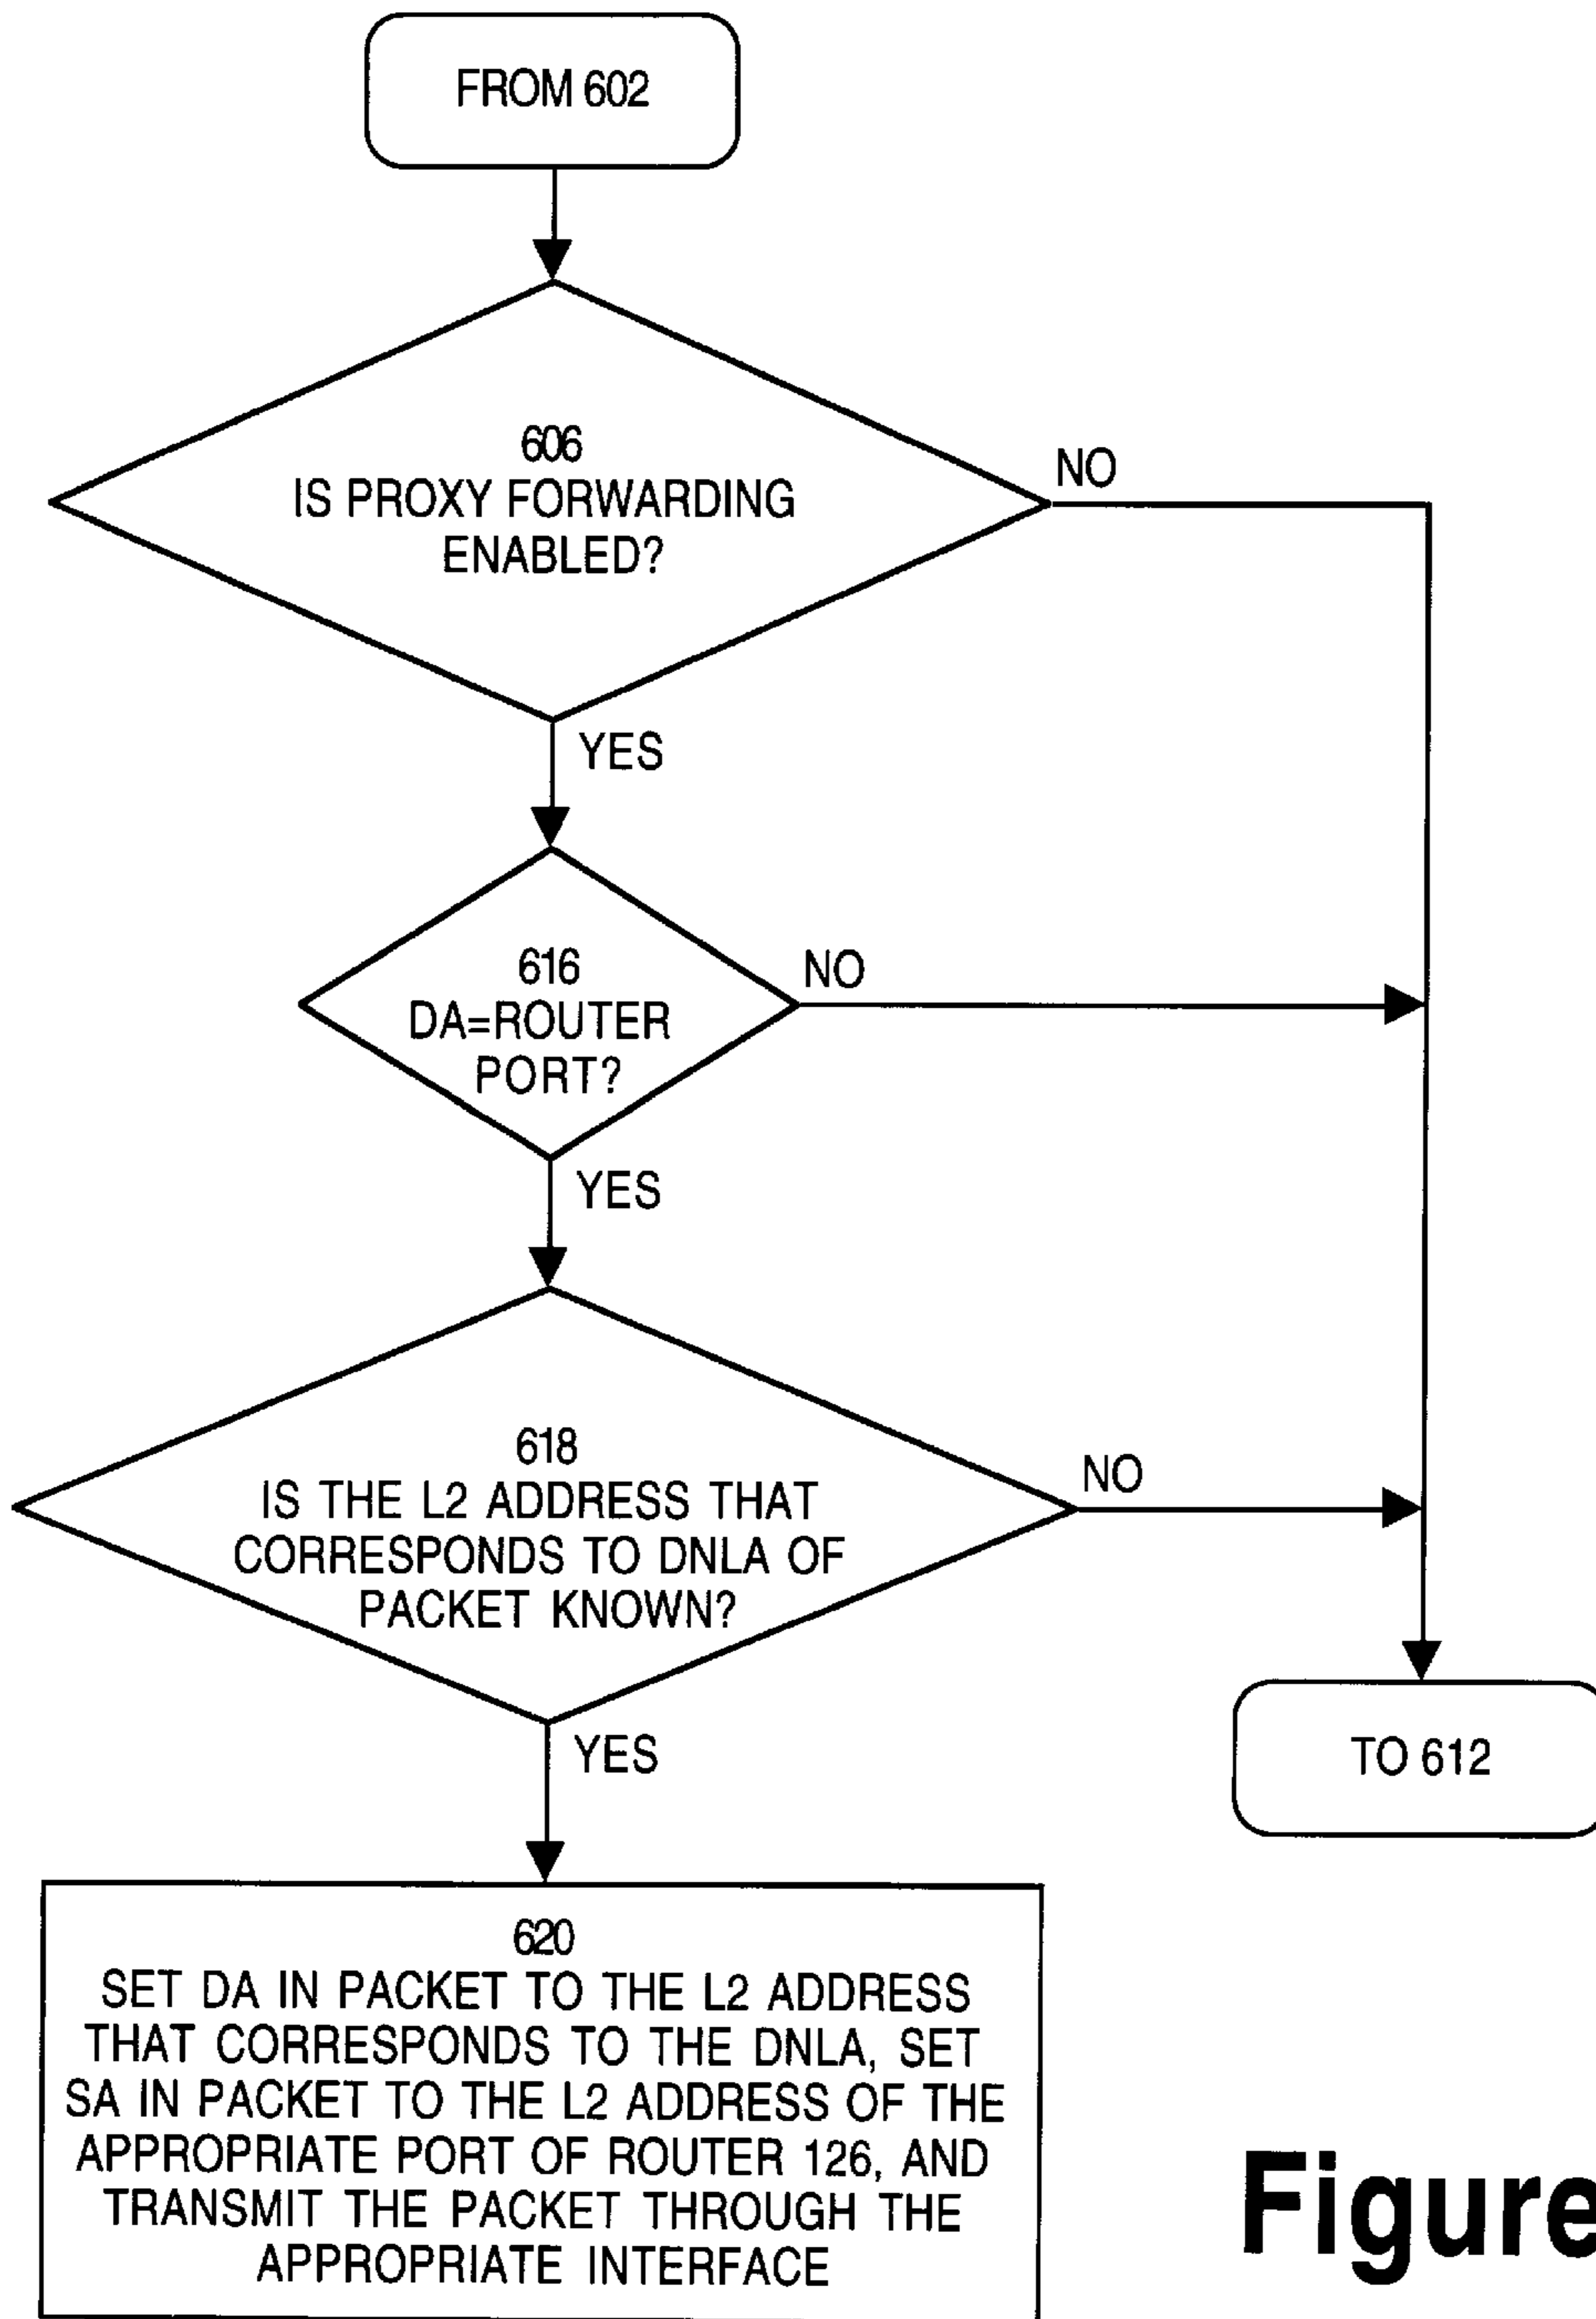 FROM 602
606
IS PROXY FORWARDING
ENABLED?
NO
YES
616
DA=ROUTER
PORT?
NO
YES
618
IS THE L2 ADDRESS THAT
CORRESPONDS TO DNLA OF
PACKET KNOWN?
NO
YES
TO 612
620
SET DA IN PACKET TO THE L2 ADDRESS
THAT CORRESPONDS TO THE DNLA, SET
SA IN PACKET TO THE L2 ADDRESS OF THE
APPROPRIATE PORT OF ROUTER 126, AND
TRANSMIT THE PACKET THROUGH THE
APPROPRIATE INTERFACE
Figure